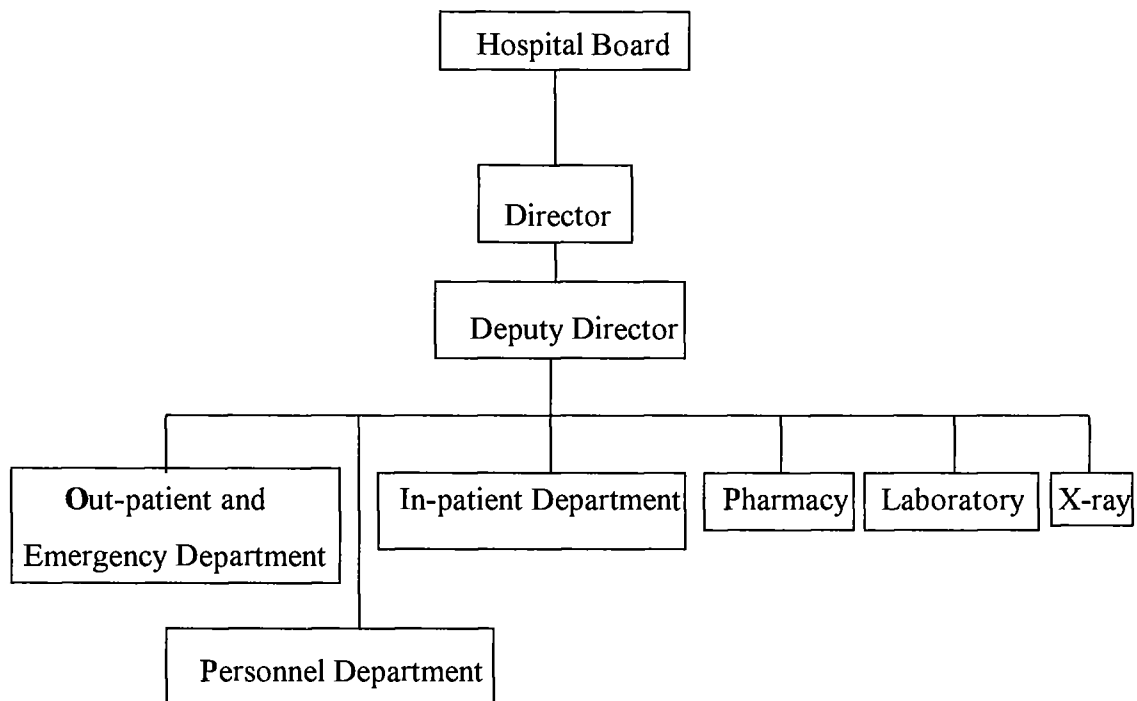 Hospital Board
Director
Deputy Director
Out-patient and
Emergency Department
In-patient Department
Pharmacy
Laboratory
X-ray
Personnel Department